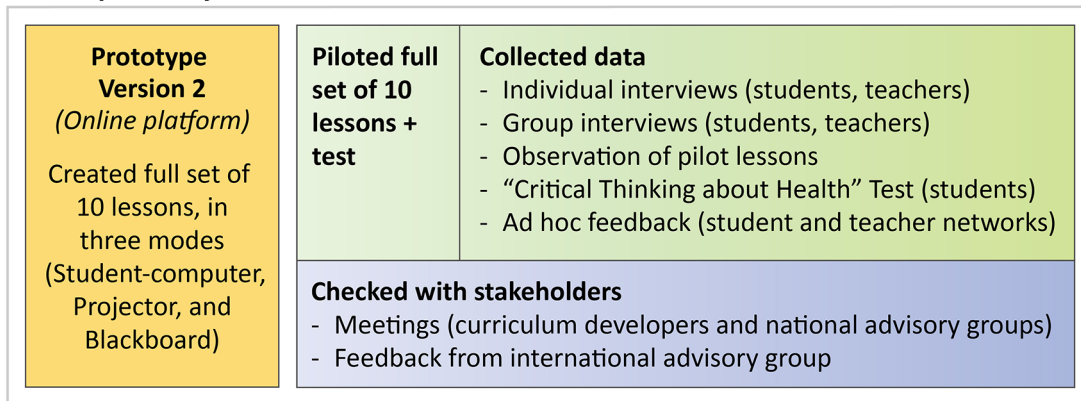 Prototype
Version 2
(Online platform)
Created full set of
10 lessons, in
three modes
(Student-computer,
Projector, and
Blackboard)
Piloted full
set of 10
lessons +
test
Collected data
- Individual interviews (students, teachers)
- Group interviews (students, teachers)
- Observation of pilot lessons
- “Critical Thinking about Health” Test (students)
- Ad hoc feedback (student and teacher networks)
Checked with stakeholders
- Meetings (curriculum developers and national advisory groups)
- Feedback from international advisory group